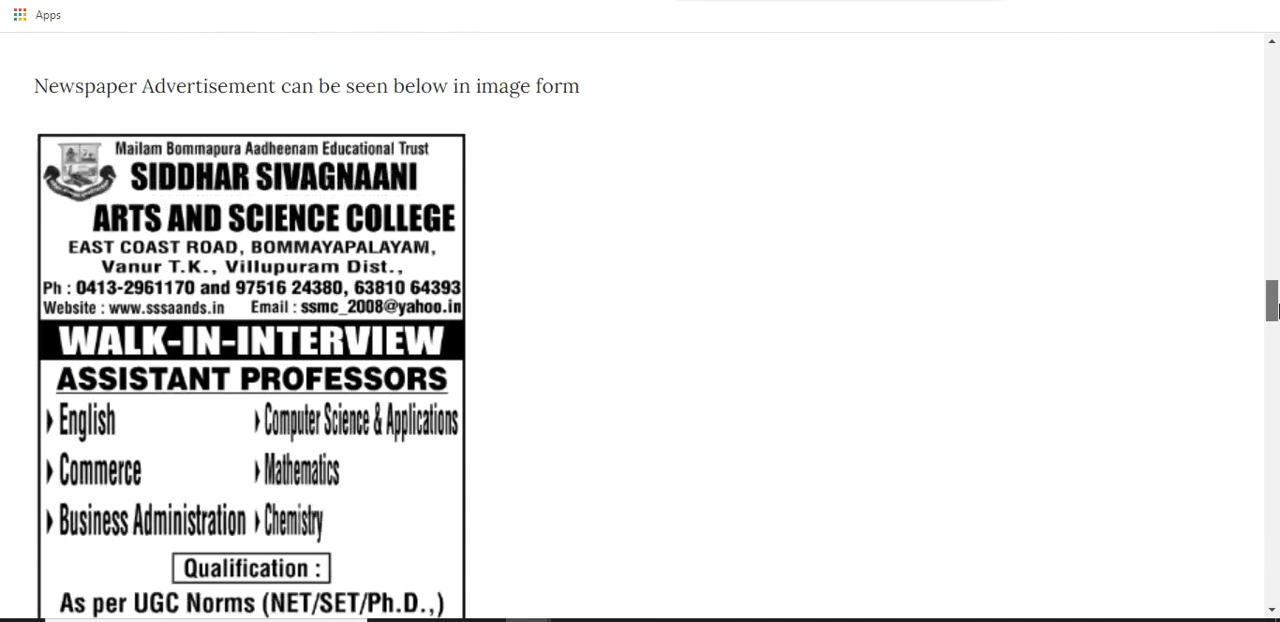 Apps
Newspaper Advertisement can be seen below in image form
Mailam Bommapura Aadheenam Educational Trust
SIDDHAR SIVAGNAANI
ARTS AND SCIENCE COLLEGE
EAST COAST ROAD, BOMMAYAPALAYAM,
Vanur T.K., Villupuram Dist.,
Ph : 0413-2961170 and 97516 24380, 63810 64393
Website : www.sssaands.in Email : ssmc_2008@yahoo.in
WALK-IN-INTERVIEW
ASSISTANT PROFESSORS
English Computer Science & Applications
Commerce Mathematics
Business Administration Chemistry
Qualification :
As per UGC Norms (NET/SET/Ph.D.,)